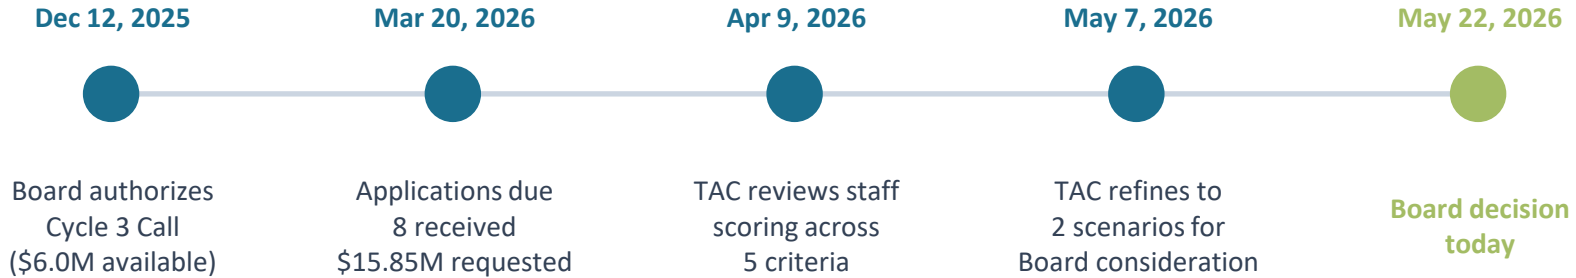 Dec 12, 2025
Mar 20, 2026
Apr 9, 2026
May 7, 2026
May 22, 2026
Board authorizes
Cycle 3 Call
($6.0M available)
Applications due
8 received
$15.85M requested
TAC reviews staff
scoring across
5 criteria
TAC refines to
2 scenarios for
Board consideration
Board decision
today